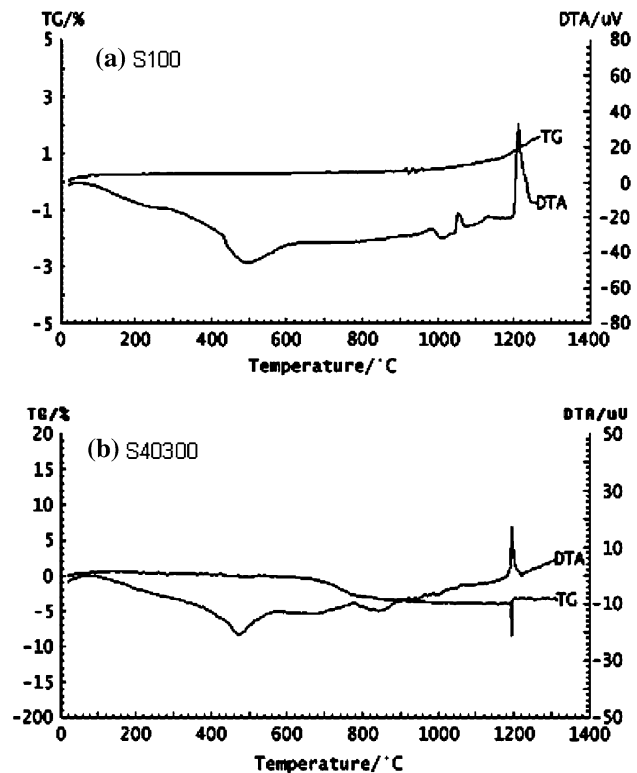 TG/% DTA/uV
(a) S100
5 80
60
3 40
1 20
TG
0
-1 DTA
-20
-3 -40
-60
-5 -80
0 200 400 600 800 1000 1200 1400
Temperature/°C
TG/% DTA/uV
(b) S40300
20 50
15
10 30
5 10
DTA
0
-5 TG
-10
-10
-15 -30
-200 -50
0 200 400 600 800 1000 1200 1400
Temperature/°C